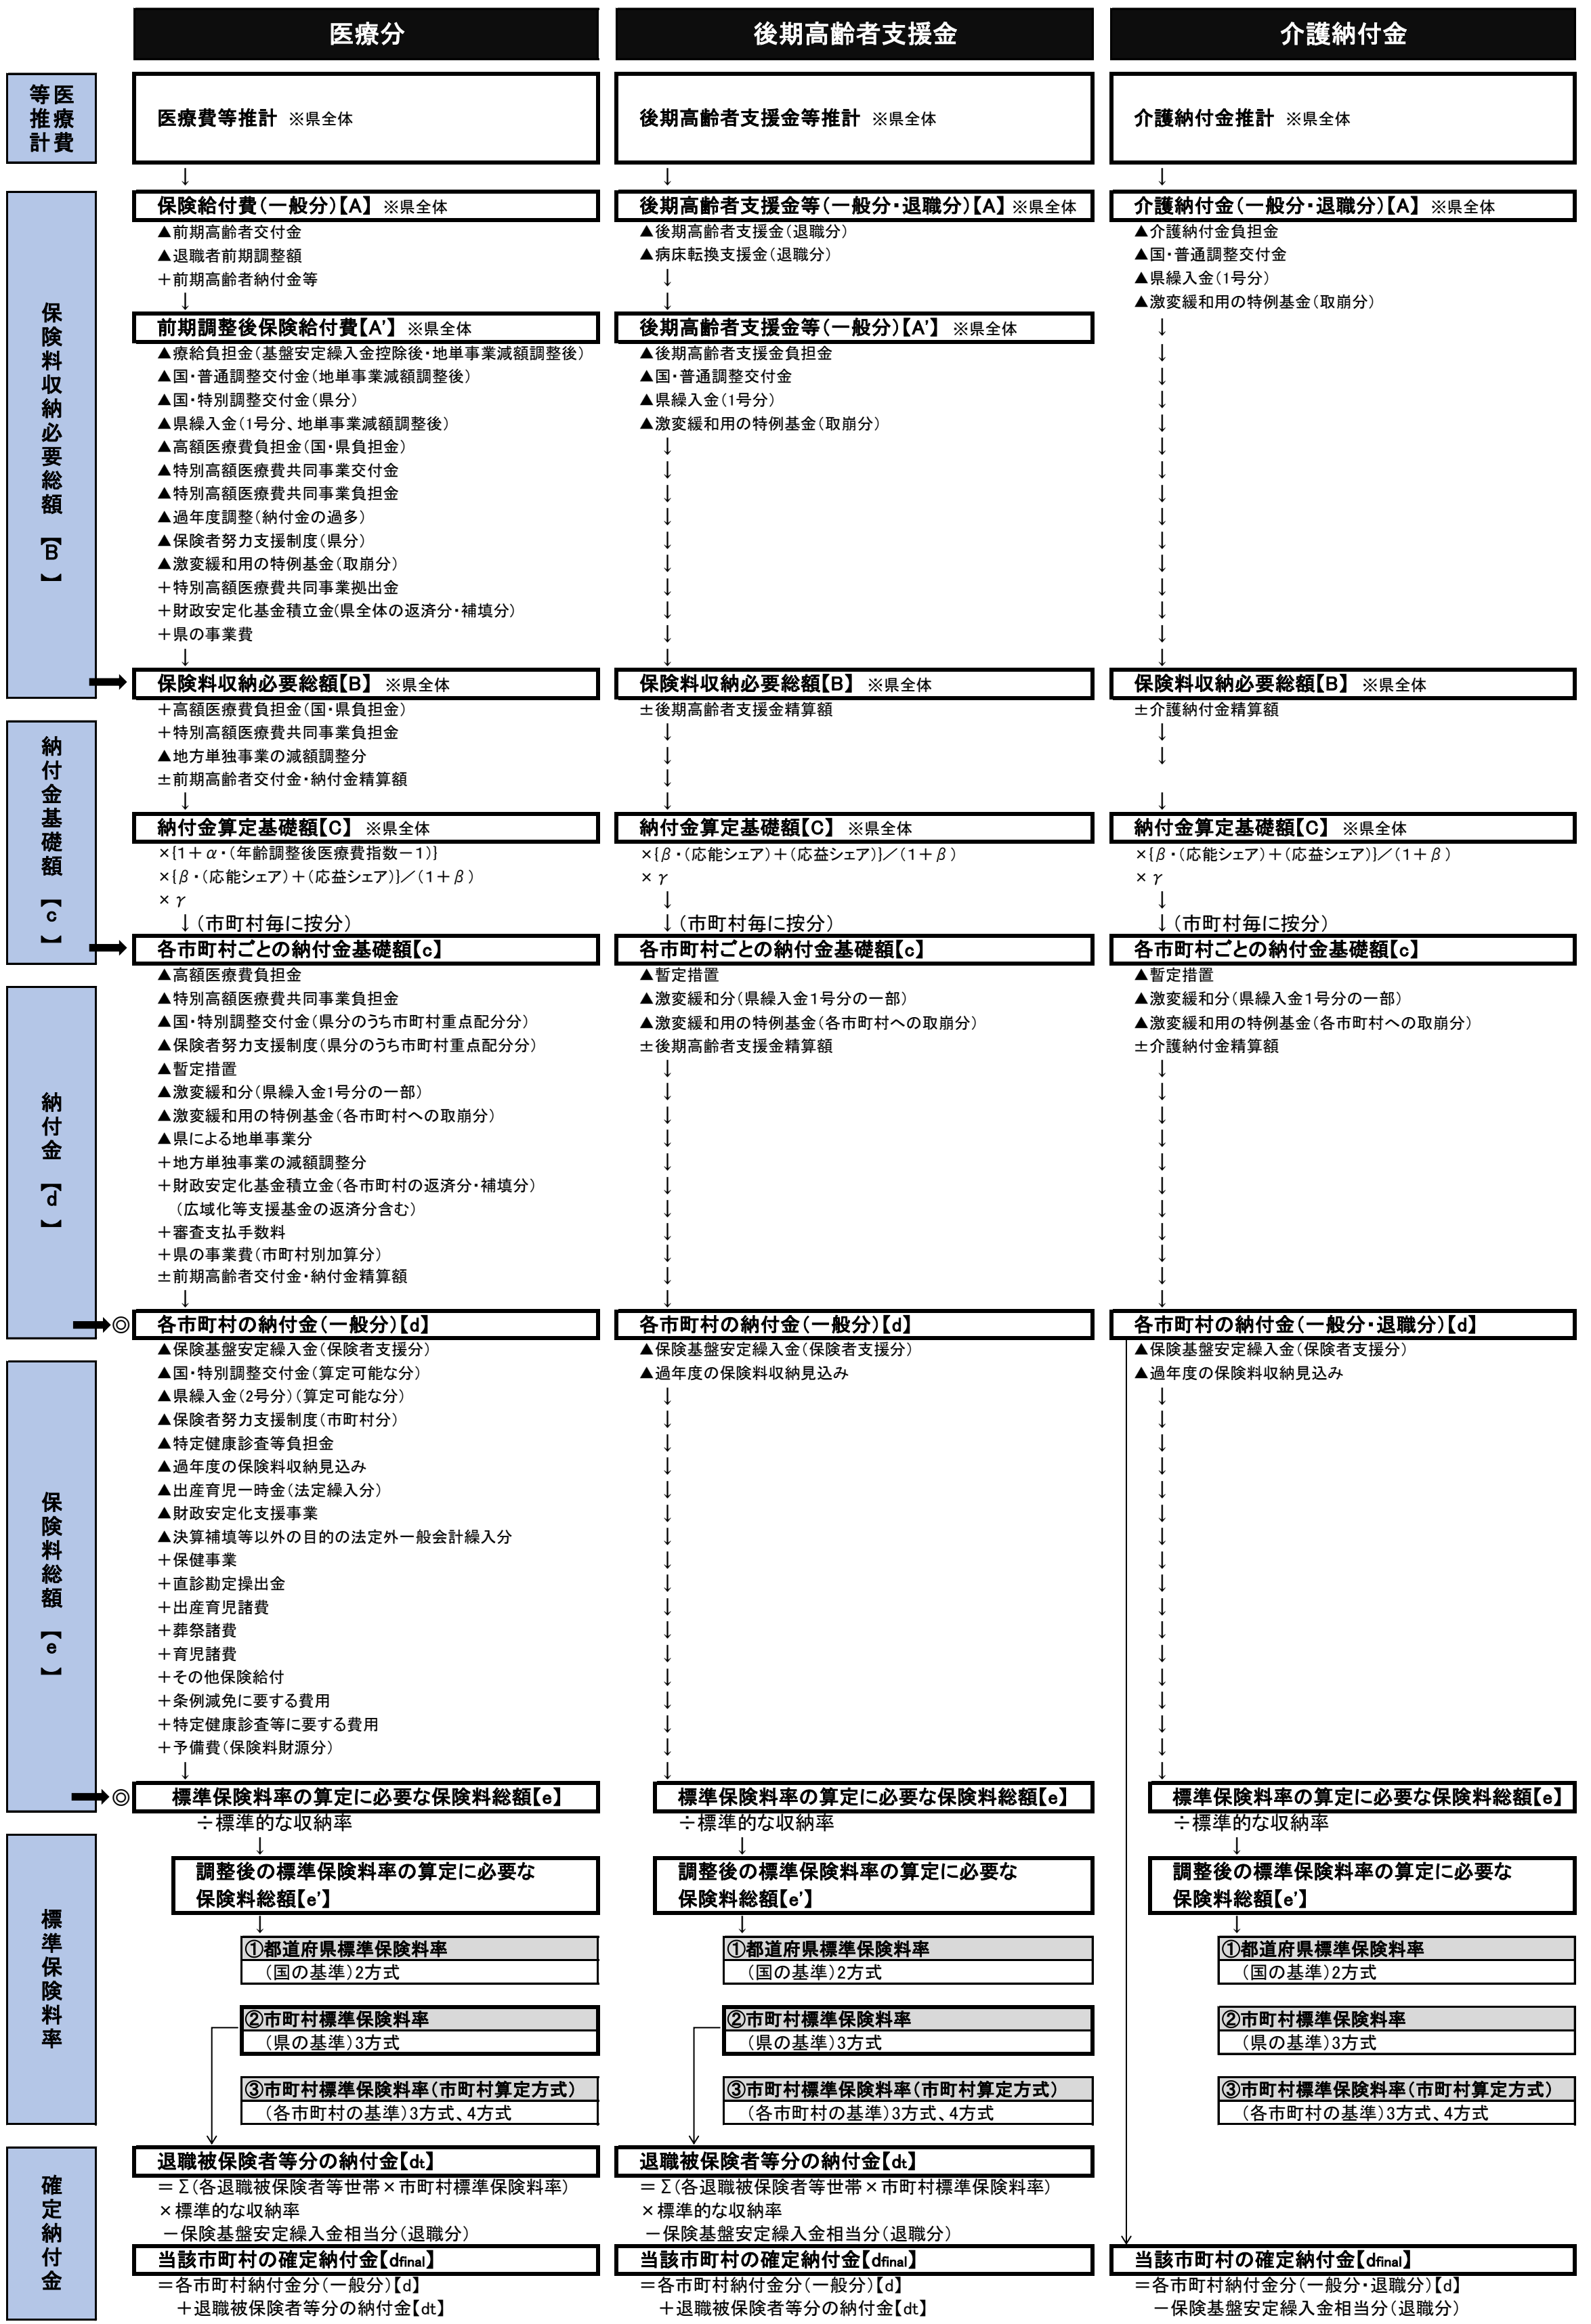 医療分
後期高齢者支援金
介護納付金
医療費等推計
医療費等推計 ※県全体
後期高齢者支援金等推計 ※県全体
介護納付金推計 ※県全体
↓
↓
↓
保険料収納必要総額【B】
保険給付費(一般分)【A】 ※県全体
▲前期高齢者交付金
▲退職者前期調整額
+前期高齢者納付金等
↓
前期調整後保険給付費【A'】 ※県全体
▲療給負担金(基盤安定繰入金控除後・地単事業減額調整後)
▲国・普通調整交付金(地単事業減額調整後)
▲国・特別調整交付金(県分)
▲県繰入金(1号分、地単事業減額調整後)
▲高額医療費負担金(国・県負担金)
▲特別高額医療費共同事業交付金
▲特別高額医療費共同事業負担金
▲過年度調整(納付金の過多)
▲保険者努力支援制度(県分)
▲激変緩和用の特例基金(取崩分)
+特別高額医療費共同事業拠出金
+財政安定化基金積立金(県全体の返済分・補填分)
+県の事業費
↓
保険料収納必要総額【B】 ※県全体
後期高齢者支援金等(一般分・退職分)【A】 ※県全体
▲後期高齢者支援金(退職分)
▲病床転換支援金(退職分)
↓
↓
後期高齢者支援金等(一般分)【A'】 ※県全体
▲後期高齢者支援金負担金
▲国・普通調整交付金
▲県繰入金(1号分)
▲激変緩和用の特例基金(取崩分)
↓
保険料収納必要総額【B】 ※県全体
介護納付金(一般分・退職分)【A】 ※県全体
▲介護納付金負担金
▲国・普通調整交付金
▲県繰入金(1号分)
▲激変緩和用の特例基金(取崩分)
↓
保険料収納必要総額【B】 ※県全体
納付金基礎額【c】
+高額医療費負担金(国・県負担金)
+特別高額医療費共同事業負担金
▲地方単独事業の減額調整分
±前期高齢者交付金・納付金精算額
↓
納付金算定基礎額【C】 ※県全体
×{1+α・(年齢調整後医療費指数-1)}
×{β・(応能シェア)+(応益シェア)}/(1+β)
×γ
↓(市町村毎に按分)
各市町村ごとの納付金基礎額【c】
±後期高齢者支援金精算額
↓
納付金算定基礎額【C】 ※県全体
×{β・(応能シェア)+(応益シェア)}/(1+β)
×γ
↓
↓(市町村毎に按分)
各市町村ごとの納付金基礎額【c】
±介護納付金精算額
↓
納付金算定基礎額【C】 ※県全体
×{β・(応能シェア)+(応益シェア)}/(1+β)
×γ
↓
↓(市町村毎に按分)
各市町村ごとの納付金基礎額【c】
納付金【d】
▲高額医療費負担金
▲特別高額医療費共同事業負担金
▲国・特別調整交付金(県分のうち市町村重点配分分)
▲保険者努力支援制度(県分のうち市町村重点配分分)
▲暫定措置
▲激変緩和分(県繰入金1号分の一部)
▲激変緩和用の特例基金(各市町村への取崩分)
▲県による地単事業分
+地方単独事業の減額調整分
+財政安定化基金積立金(各市町村の返済分・補填分)
(広域化等支援基金の返済分含む)
+審査支払手数料
+県の事業費(市町村別加算分)
±前期高齢者交付金・納付金精算額
↓
◎
各市町村の納付金(一般分)【d】
▲暫定措置
▲激変緩和分(県繰入金1号分の一部)
▲激変緩和用の特例基金(各市町村への取崩分)
±後期高齢者支援金精算額
↓
各市町村の納付金(一般分)【d】
▲暫定措置
▲激変緩和分(県繰入金1号分の一部)
▲激変緩和用の特例基金(各市町村への取崩分)
±介護納付金精算額
↓
各市町村の納付金(一般分・退職分)【d】
保険料総額【e】
▲保険基盤安定繰入金(保険者支援分)
▲国・特別調整交付金(算定可能な分)
▲県繰入金(2号分)(算定可能な分)
▲保険者努力支援制度(市町村分)
▲特定健康診査等負担金
▲過年度の保険料収納見込み
▲出産育児一時金(法定繰入分)
▲財政安定化支援事業
▲決算補填等以外の目的の法定外一般会計繰入分
+保健事業
+直診勘定操出金
+出産育児諸費
+葬祭諸費
+育児諸費
+その他保険給付
+条例減免に要する費用
+特定健康診査等に要する費用
+予備費(保険料財源分)
↓
◎
標準保険料率の算定に必要な保険料総額【e】
▲保険基盤安定繰入金(保険者支援分)
▲過年度の保険料収納見込み
↓
標準保険料率の算定に必要な保険料総額【e】
▲保険基盤安定繰入金(保険者支援分)
▲過年度の保険料収納見込み
↓
標準保険料率の算定に必要な保険料総額【e】
標準保険料率
÷標準的な収納率
↓
調整後の標準保険料率の算定に必要な
保険料総額【e'】
↓
①都道府県標準保険料率
(国の基準)2方式
②市町村標準保険料率
(県の基準)3方式
③市町村標準保険料率(市町村算定方式)
(各市町村の基準)3方式、4方式
÷標準的な収納率
↓
調整後の標準保険料率の算定に必要な
保険料総額【e'】
↓
①都道府県標準保険料率
(国の基準)2方式
②市町村標準保険料率
(県の基準)3方式
③市町村標準保険料率(市町村算定方式)
(各市町村の基準)3方式、4方式
÷標準的な収納率
↓
調整後の標準保険料率の算定に必要な
保険料総額【e'】
↓
①都道府県標準保険料率
(国の基準)2方式
②市町村標準保険料率
(県の基準)3方式
③市町村標準保険料率(市町村算定方式)
(各市町村の基準)3方式、4方式
確定納付金
退職被保険者等分の納付金【dt】
=Σ(各退職被保険者等世帯×市町村標準保険料率)
×標準的な収納率
-保険基盤安定繰入金相当分(退職分)
当該市町村の確定納付金【dfinal】
=各市町村納付金分(一般分)【d】
+退職被保険者等分の納付金【dt】
退職被保険者等分の納付金【dt】
=Σ(各退職被保険者等世帯×市町村標準保険料率)
×標準的な収納率
-保険基盤安定繰入金相当分(退職分)
当該市町村の確定納付金【dfinal】
=各市町村納付金分(一般分)【d】
+退職被保険者等分の納付金【dt】
当該市町村の確定納付金【dfinal】
=各市町村納付金分(一般分・退職分)【d】
-保険基盤安定繰入金相当分(退職分)